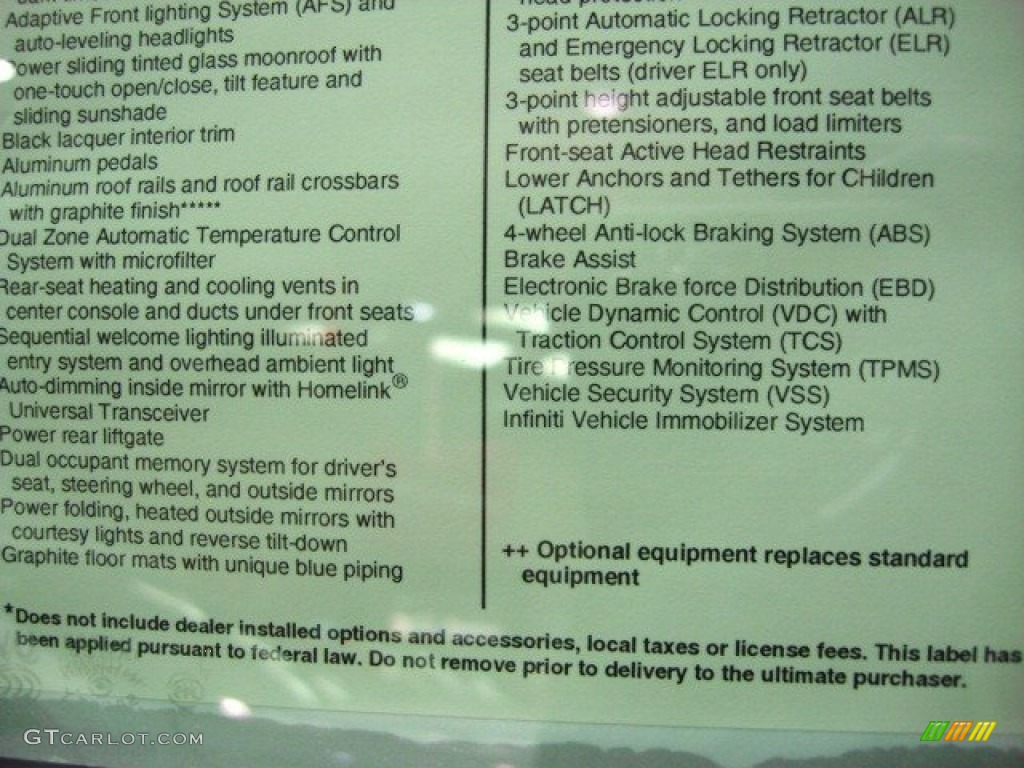 Adaptive Front lighting System (AFS) and
auto-leveling headlights
Power sliding tinted glass moonroof with
one-touch open/close, tilt feature and
sliding sunshade
Black lacquer interior trim
Aluminum pedals
Aluminum roof rails and roof rail crossbars
with graphite finish*****
Dual Zone Automatic Temperature Control
System with microfilter
Rear-seat heating and cooling vents in
center console and ducts under front seats
Sequential welcome lighting illuminated
entry system and overhead ambient light
Auto-dimming inside mirror with Homelink®
Universal Transceiver
Power rear liftgate
Dual occupant memory system for driver's
seat, steering wheel, and outside mirrors
Power folding, heated outside mirrors with
courtesy lights and reverse tilt-down
Graphite floor mats with unique blue piping
head protection
3-point Automatic Locking Retractor (ALR)
and Emergency Locking Retractor (ELR)
seat belts (driver ELR only)
3-point height adjustable front seat belts
with pretensioners, and load limiters
Front-seat Active Head Restraints
Lower Anchors and Tethers for CHildren
(LATCH)
4-wheel Anti-lock Braking System (ABS)
Brake Assist
Electronic Brake force Distribution (EBD)
Vehicle Dynamic Control (VDC) with
Traction Control System (TCS)
Tire Pressure Monitoring System (TPMS)
Vehicle Security System (VSS)
Infiniti Vehicle Immobilizer System
++ Optional equipment replaces standard
equipment
*Does not include dealer installed options and accessories, local taxes or license fees. This label has
been applied pursuant to federal law. Do not remove prior to delivery to the ultimate purchaser.
GTCARLOT.COM